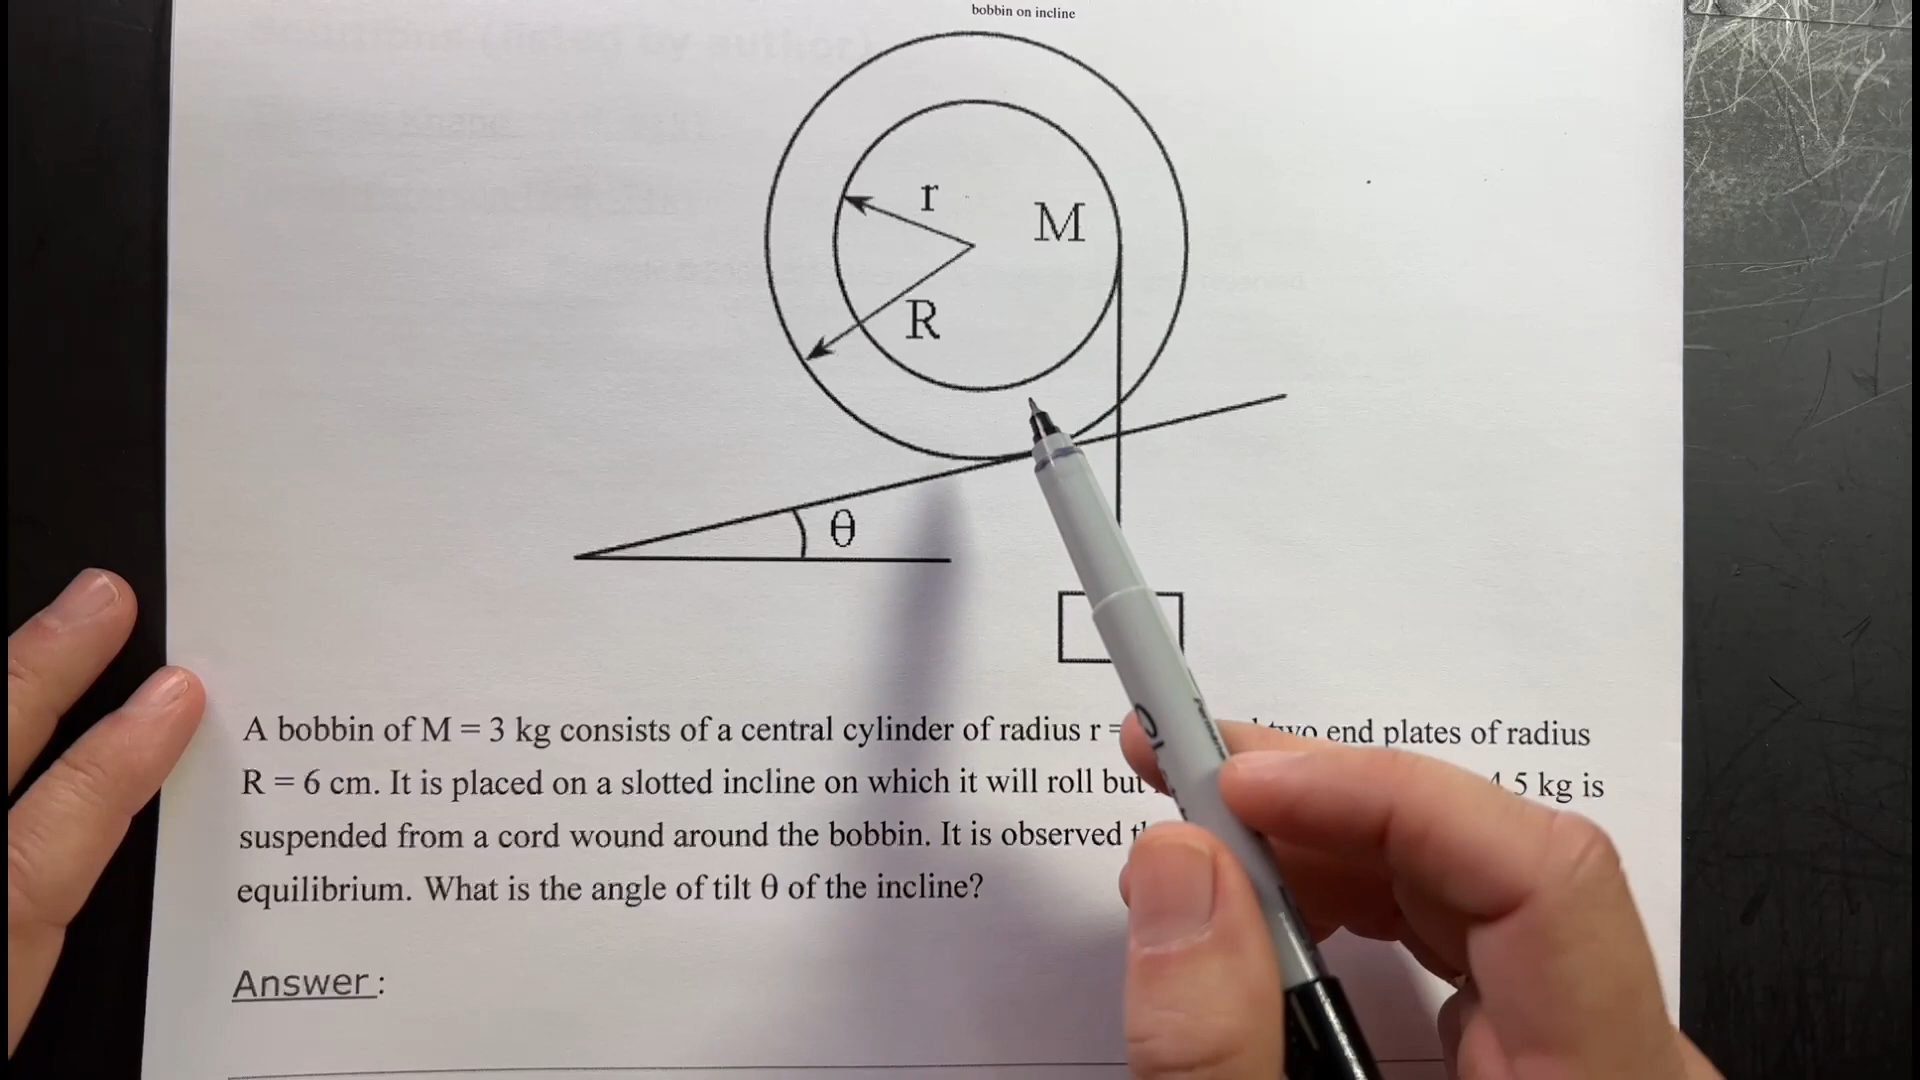 bobbin on incline
r
M
R
θ
A bobbin of M = 3 kg consists of a central cylinder of radius r = two end plates of radius
R = 6 cm. It is placed on a slotted incline on which it will roll but 5 kg is
suspended from a cord wound around the bobbin. It is observed
equilibrium. What is the angle of tilt θ of the incline?
Answer :